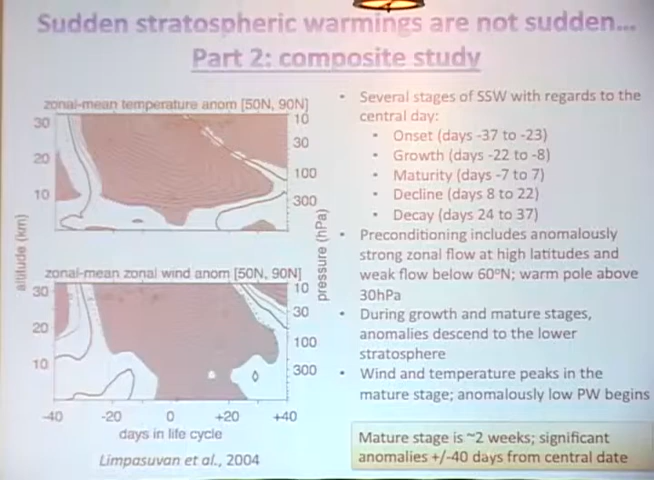 Sudden stratospheric warmings are not sudden...
Part 2: composite study
zonal-mean temperature anom [50N, 90N]
30
20
10
10
30
100
300
zonal-mean zonal wind anom [50N, 90N]
30
20
10
10
30
100
300
altitude (km)
pressure (hPa)
-40
-20
0
+20
+40
days in life cycle
Limpasuvan et al., 2004
• Several stages of SSW with regards to the
central day:
• Onset (days -37 to -23)
• Growth (days -22 to -8)
• Maturity (days -7 to 7)
• Decline (days 8 to 22)
• Decay (days 24 to 37)
• Preconditioning includes anomalously
strong zonal flow at high latitudes and
weak flow below 60°N; warm pole above
30hPa
• During growth and mature stages,
anomalies descend to the lower
stratosphere
• Wind and temperature peaks in the
mature stage; anomalously low PW begins
Mature stage is ~2 weeks; significant
anomalies +/-40 days from central date